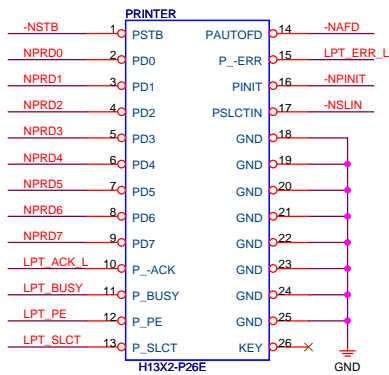 PRINTER
-NSTB 1 PSTB PAUTOFD 14 -NAFD
NPRD0 2 PD0 P_-ERR 15 LPT_ERR_L
NPRD1 3 PD1 PINIT 16 -NPINIT
NPRD2 4 PD2 PSLCTIN 17 -NSLIN
NPRD3 5 PD3 GND 18
NPRD4 6 PD4 GND 19
NPRD5 7 PD5 GND 20
NPRD6 8 PD6 GND 21
NPRD7 9 PD7 GND 22
LPT_ACK_L 10 P_-ACK GND 23
LPT_BUSY 11 P_BUSY GND 24
LPT_PE 12 P_PE GND 25
LPT_SLCT 13 P_SLCT KEY 26
H13X2-P26E GND